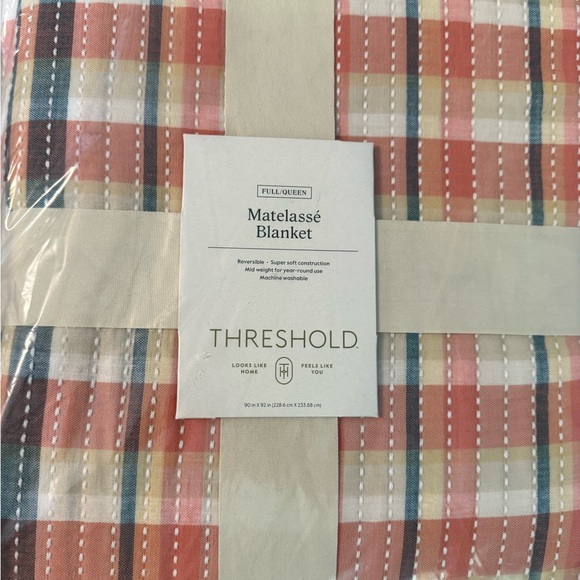 FULL/QUEEN
Matelassé
Blanket
Reversible • Super soft construction
Mid weight for year-round use
Machine washable
THRESHOLD™
LOOKS LIKE FEELS LIKE
HOME YOU
90 in X 92 in (228.6 cm X 233.68 cm)